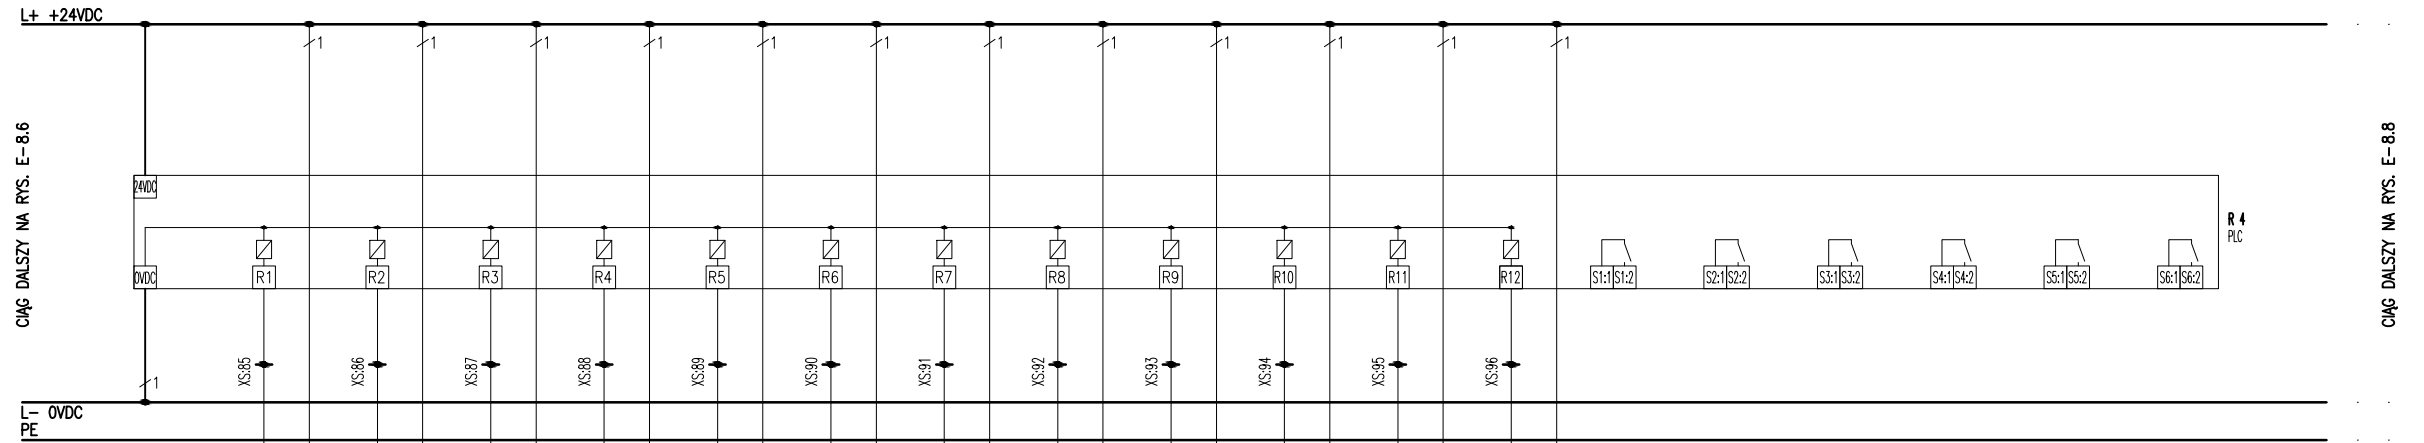 L+ +24VDC
1 1 1 1 1 1 1 1 1 1 1 1
CIĄG DALSZY NA RYS. E-8.6
CIĄG DALSZY NA RYS. E-8.8
24VDC
R 4
PLC
0VDC R1 R2 R3 R4 R5 R6 R7 R8 R9 R10 R11 R12 S1:1 S1:2 S2:1 S2:2 S3:1 S3:2 S4:1 S4:2 S5:1 S5:2 S6:1 S6:2
XS:85 XS:86 XS:87 XS:88 XS:89 XS:90 XS:91 XS:92 XS:93 XS:94 XS:95 XS:96
1
L- 0VDC
PE